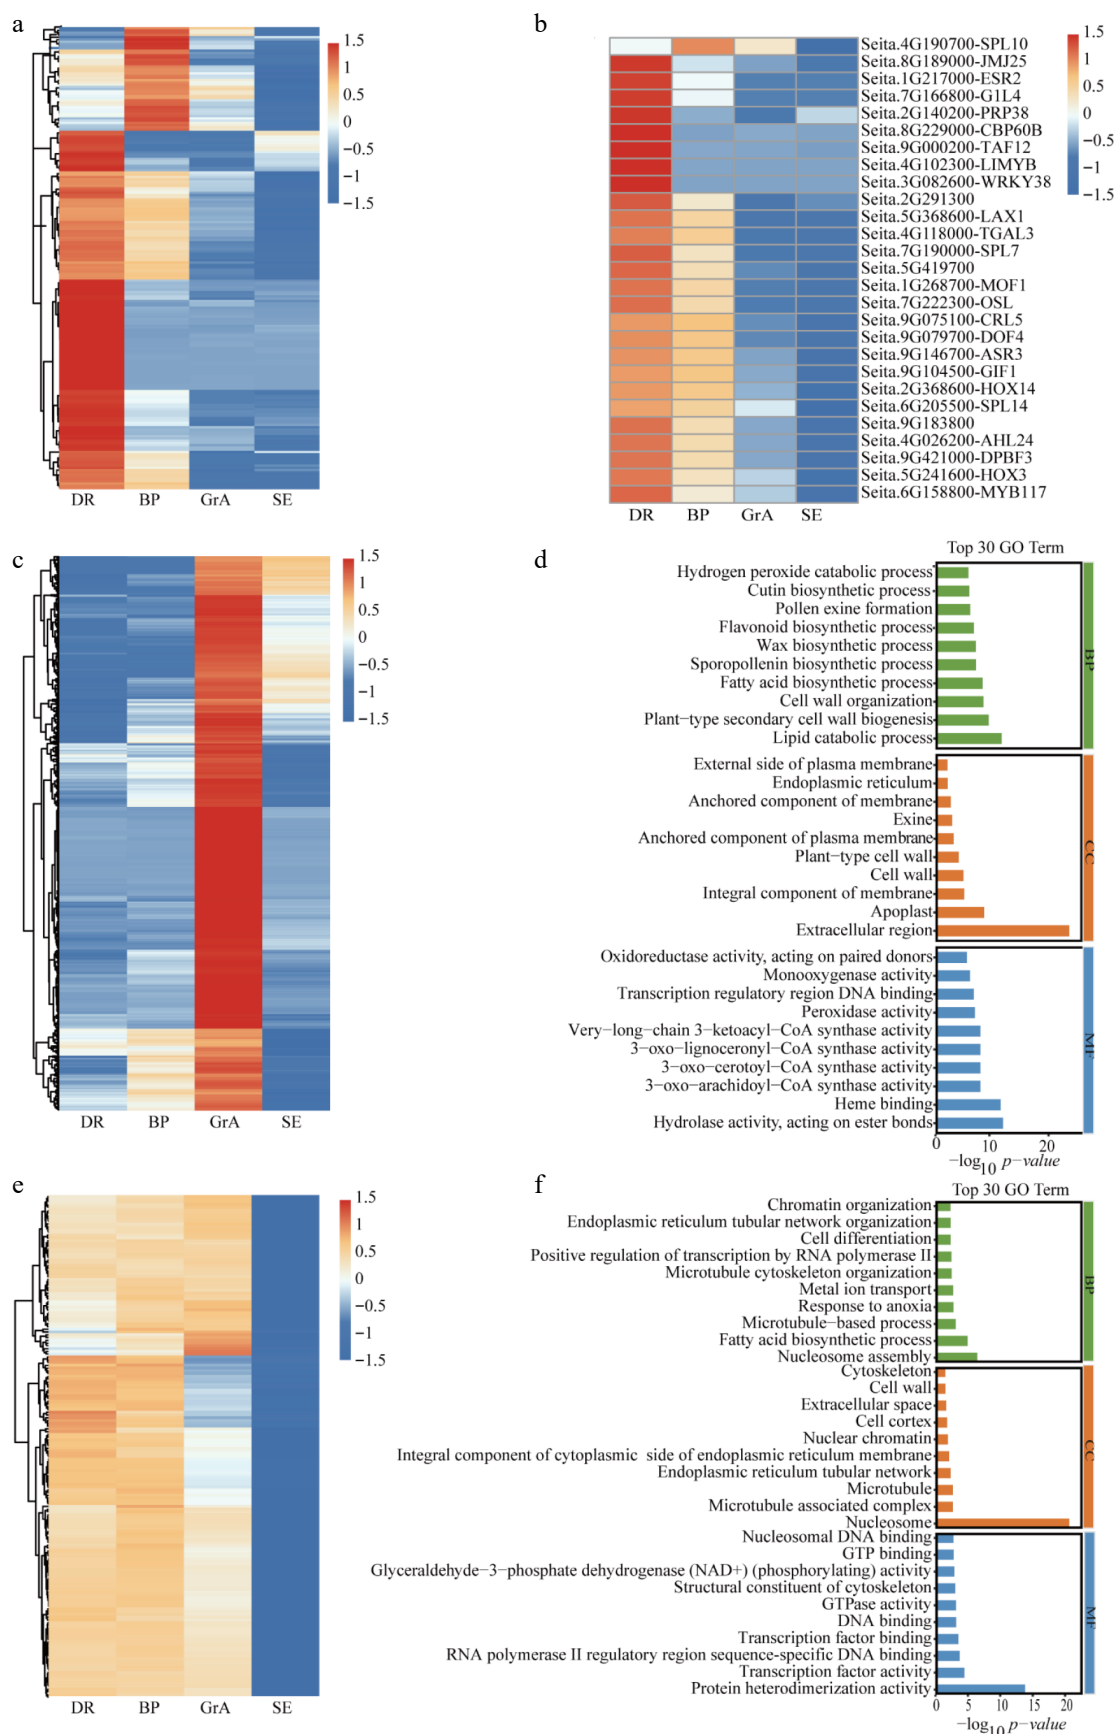 a
1.5
1
0.5
0
−0.5
−1
−1.5
DR BP GrA SE
b
1.5
1
0.5
0
−0.5
−1
−1.5
Seita.4G190700-SPL10
Seita.8G189000-JMJ25
Seita.1G217000-ESR2
Seita.7G166800-G1L4
Seita.2G140200-PRP38
Seita.8G229000-CBP60B
Seita.9G000200-TAF12
Seita.4G102300-LIMYB
Seita.3G082600-WRKY38
Seita.2G291300
Seita.5G368600-LAX1
Seita.4G118000-TGAL3
Seita.7G190000-SPL7
Seita.5G419700
Seita.1G268700-MOF1
Seita.7G222300-OSL
Seita.9G075100-CRL5
Seita.9G079700-DOF4
Seita.9G146700-ASR3
Seita.9G104500-GIF1
Seita.2G368600-HOX14
Seita.6G205500-SPL14
Seita.9G183800
Seita.4G026200-AHL24
Seita.9G421000-DPBF3
Seita.5G241600-HOX3
Seita.6G158800-MYB117
DR BP GrA SE
c
1.5
1
0.5
0
−0.5
−1
−1.5
DR BP GrA SE
d
Top 30 GO Term
Hydrogen peroxide catabolic process
Cutin biosynthetic process
Pollen exine formation
Flavonoid biosynthetic process
Wax biosynthetic process
Sporopollenin biosynthetic process
Fatty acid biosynthetic process
Cell wall organization
Plant−type secondary cell wall biogenesis
Lipid catabolic process
BP
External side of plasma membrane
Endoplasmic reticulum
Anchored component of membrane
Exine
Anchored component of plasma membrane
Plant−type cell wall
Cell wall
Integral component of membrane
Apoplast
Extracellular region
CC
Oxidoreductase activity, acting on paired donors
Monooxygenase activity
Transcription regulatory region DNA binding
Peroxidase activity
Very−long−chain 3−ketoacyl−CoA synthase activity
3−oxo−lignoceronyl−CoA synthase activity
3−oxo−cerotoyl−CoA synthase activity
3−oxo−arachidoyl−CoA synthase activity
Heme binding
Hydrolase activity, acting on ester bonds
MF
0 10 20
−log10 p−value
e
1.5
1
0.5
0
−0.5
−1
−1.5
DR BP GrA SE
f
Top 30 GO Term
Chromatin organization
Endoplasmic reticulum tubular network organization
Cell differentiation
Positive regulation of transcription by RNA polymerase II
Microtubule cytoskeleton organization
Metal ion transport
Response to anoxia
Microtubule−based process
Fatty acid biosynthetic process
Nucleosome assembly
BP
Cytoskeleton
Cell wall
Extracellular space
Cell cortex
Nuclear chromatin
Integral component of cytoplasmic side of endoplasmic reticulum membrane
Endoplasmic reticulum tubular network
Microtubule
Microtubule associated complex
Nucleosome
CC
Nucleosomal DNA binding
GTP binding
Glyceraldehyde−3−phosphate dehydrogenase (NAD+) (phosphorylating) activity
Structural constituent of cytoskeleton
GTPase activity
DNA binding
Transcription factor binding
RNA polymerase II regulatory region sequence-specific DNA binding
Transcription factor activity
Protein heterodimerization activity
MF
0 5 10 15 20
−log10 p−value